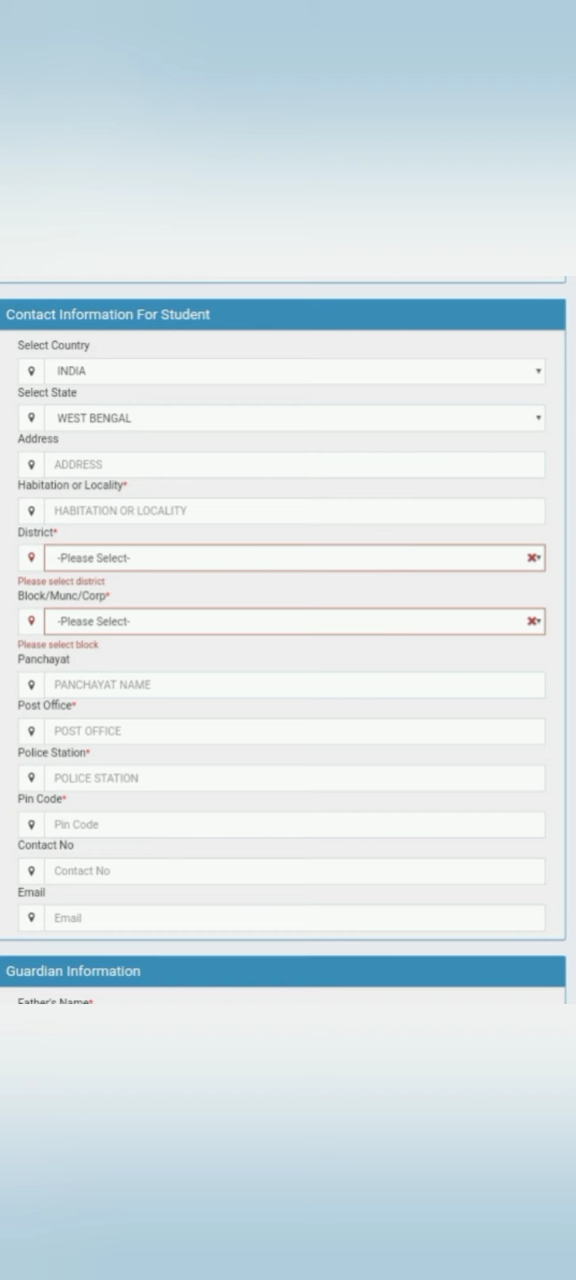 Contact Information For Student
Select Country
INDIA
Select State
WEST BENGAL
Address
ADDRESS
Habitation or Locality*
HABITATION OR LOCALITY
District*
-Please Select-
Please select district
Block/Munc/Corp*
-Please Select-
Please select block
Panchayat
PANCHAYAT NAME
Post Office*
POST OFFICE
Police Station*
POLICE STATION
Pin Code*
Pin Code
Contact No
Contact No
Email
Email
Guardian Information
Father's Name*